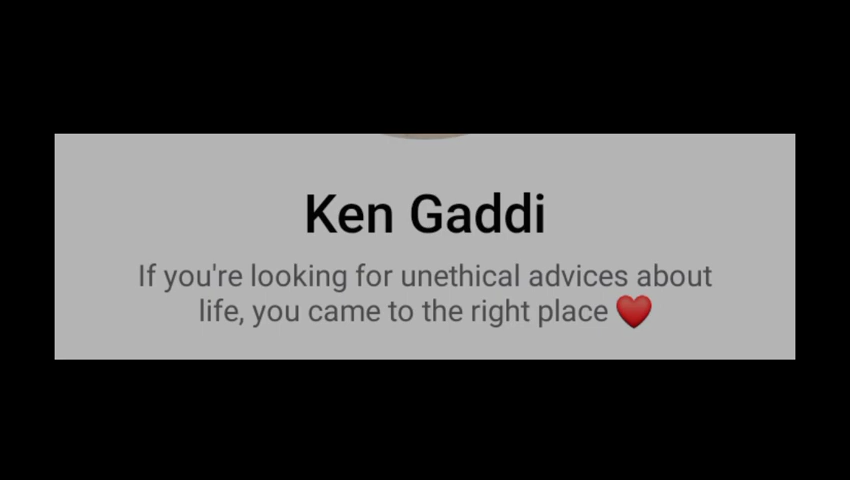 Ken Gaddi
If you're looking for unethical advices about
life, you came to the right place ❤️